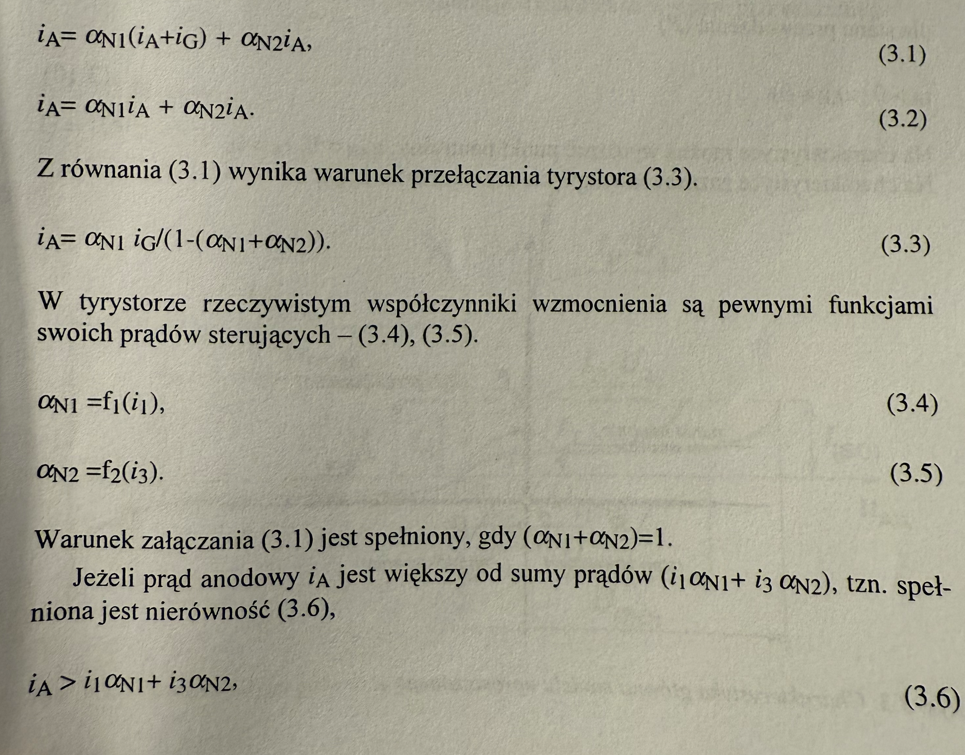 iA= αN1(iA+iG) + αN2iA, (3.1)
iA= αN1iA + αN2iA. (3.2)
Z równania (3.1) wynika warunek przełączania tyrystora (3.3).
iA= αN1 iG/(1-(αN1+αN2)). (3.3)
W tyrystorze rzeczywistym współczynniki wzmocnienia są pewnymi funkcjami
swoich prądów sterujących – (3.4), (3.5).
αN1 =f1(i1), (3.4)
αN2 =f2(i3). (3.5)
Warunek załączania (3.1) jest spełniony, gdy (αN1+αN2)=1.
Jeżeli prąd anodowy iA jest większy od sumy prądów (i1αN1+ i3 αN2), tzn. speł-
niona jest nierówność (3.6),
iA > i1αN1+ i3αN2, (3.6)